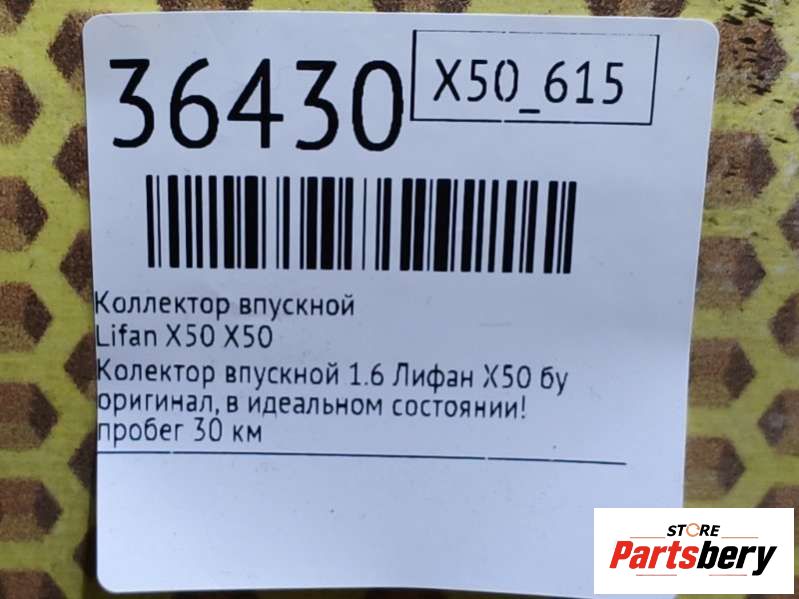 36430
X50_615
Коллектор впускной
Lifan X50 X50
Колектор впускной 1.6 Лифан Х50 бу
оригинал, в идеальном состоянии!
пробег 30 км
STORE
Partsbery